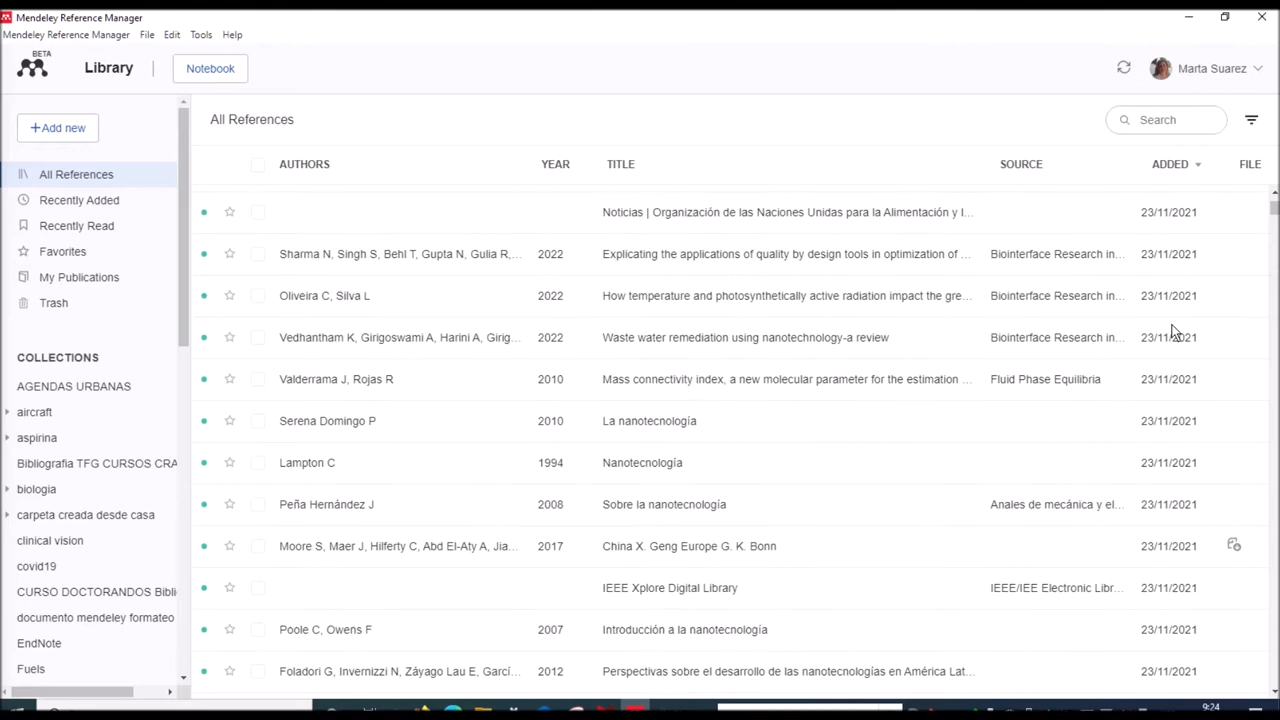 Mendeley Reference Manager
Mendeley Reference Manager File Edit Tools Help
BETA
Library Notebook Marta Suarez
+Add new
All References
Recently Added
Recently Read
Favorites
My Publications
Trash
COLLECTIONS
AGENDAS URBANAS
aircraft
aspirina
Bibliografia TFG CURSOS CRA
biologia
carpeta creada desde casa
clinical vision
covid19
CURSO DOCTORANDOS Bibli
documento mendeley formateo
EndNote
Fuels
All References Search
AUTHORS YEAR TITLE SOURCE ADDED FILE
Noticias | Organización de las Naciones Unidas para la Alimentación y l... 23/11/2021
Sharma N, Singh S, Behl T, Gupta N, Gulia R,... 2022 Explicating the applications of quality by design tools in optimization of ... Biointerface Research in... 23/11/2021
Oliveira C, Silva L 2022 How temperature and photosynthetically active radiation impact the gre... Biointerface Research in... 23/11/2021
Vedhantham K, Girigoswami A, Harini A, Girig... 2022 Waste water remediation using nanotechnology-a review Biointerface Research in... 23/11/2021
Valderrama J, Rojas R 2010 Mass connectivity index, a new molecular parameter for the estimation ... Fluid Phase Equilibria 23/11/2021
Serena Domingo P 2010 La nanotecnología 23/11/2021
Lampton C 1994 Nanotecnología 23/11/2021
Peña Hernández J 2008 Sobre la nanotecnología Anales de mecánica y el... 23/11/2021
Moore S, Maer J, Hilferty C, Abd El-Aty A, Jia... 2017 China X. Geng Europe G. K. Bonn 23/11/2021
IEEE Xplore Digital Library IEEE/IEE Electronic Libr... 23/11/2021
Poole C, Owens F 2007 Introducción a la nanotecnología 23/11/2021
Foladori G, Invernizzi N, Záyago Lau E, Garcí... 2012 Perspectivas sobre el desarrollo de las nanotecnologías en América Lat... 23/11/2021
9:24